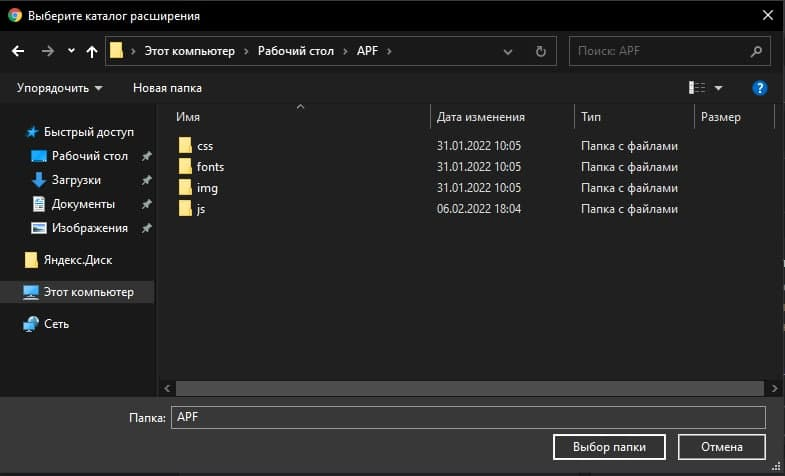 Выберите каталог расширения
Этот компьютер > Рабочий стол > APF >
Поиск: APF
Упорядочить
Новая папка
Имя Дата изменения Тип Размер
Быстрый доступ
Рабочий стол
Загрузки
Документы
Изображения
Яндекс.Диск
Этот компьютер
Сеть
css 31.01.2022 10:05 Папка с файлами
fonts 31.01.2022 10:05 Папка с файлами
img 31.01.2022 10:05 Папка с файлами
js 06.02.2022 18:04 Папка с файлами
Папка: APF
Выбор папки
Отмена